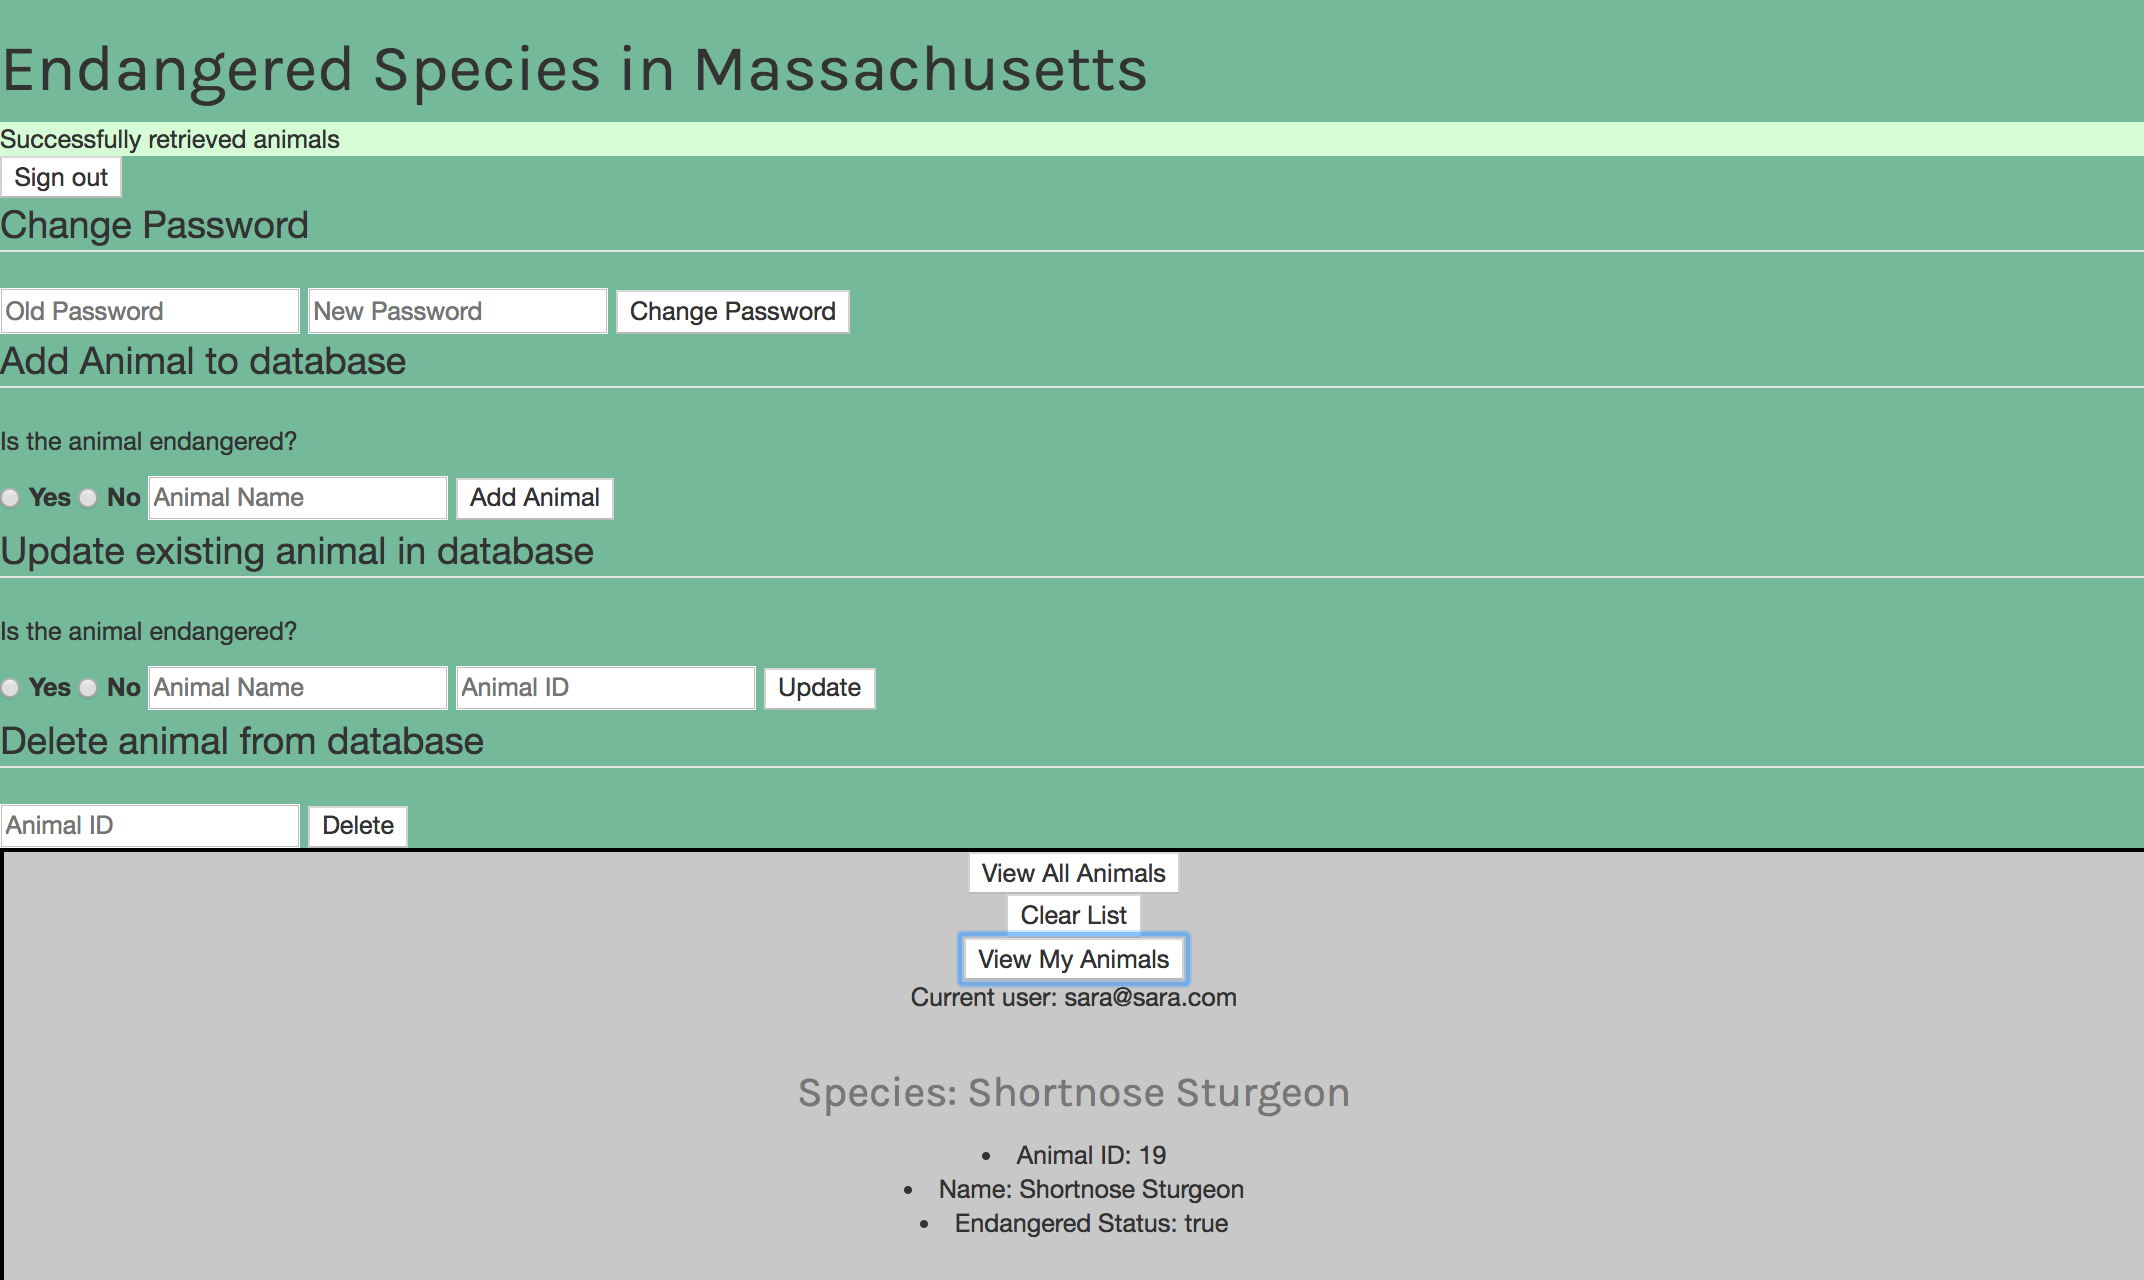 Endangered Species in Massachusetts
Successfully retrieved animals
Sign out
Change Password
Old Password New Password Change Password
Add Animal to database
Is the animal endangered?
Yes No Animal Name Add Animal
Update existing animal in database
Is the animal endangered?
Yes No Animal Name Animal ID Update
Delete animal from database
Animal ID Delete
View All Animals
Clear List
View My Animals
Current user: sara@sara.com
Species: Shortnose Sturgeon
• Animal ID: 19
• Name: Shortnose Sturgeon
• Endangered Status: true